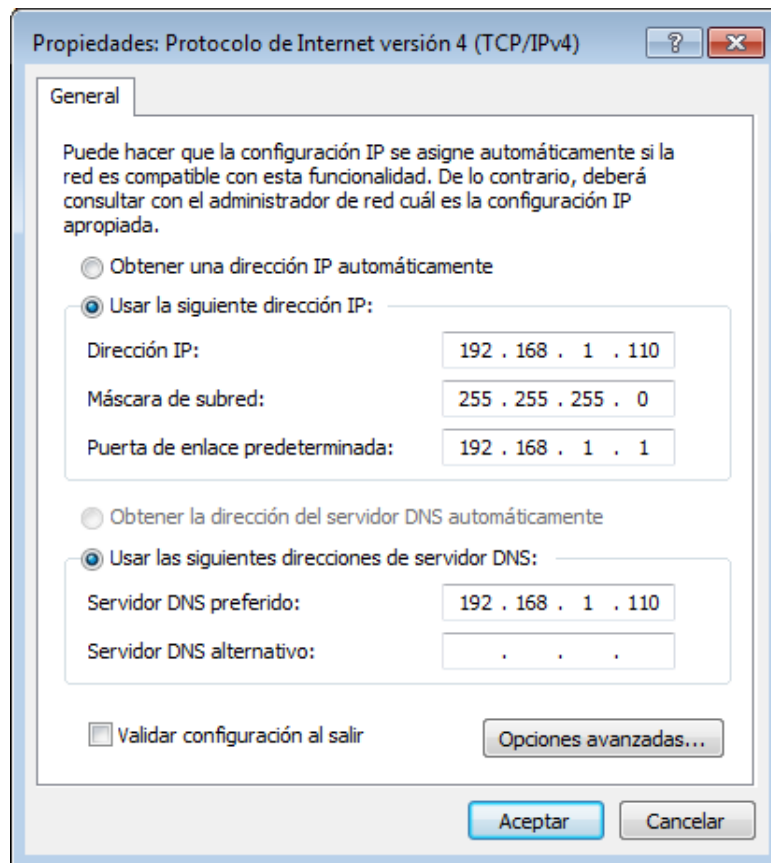 Propiedades: Protocolo de Internet versión 4 (TCP/IPv4)
General
Puede hacer que la configuración IP se asigne automáticamente si la
red es compatible con esta funcionalidad. De lo contrario, deberá
consultar con el administrador de red cuál es la configuración IP
apropiada.
Obtener una dirección IP automáticamente
Usar la siguiente dirección IP:
Dirección IP: 192 . 168 . 1 . 110
Máscara de subred: 255 . 255 . 255 . 0
Puerta de enlace predeterminada: 192 . 168 . 1 . 1
Obtener la dirección del servidor DNS automáticamente
Usar las siguientes direcciones de servidor DNS:
Servidor DNS preferido: 192 . 168 . 1 . 110
Servidor DNS alternativo: . . .
Validar configuración al salir Opciones avanzadas...
Aceptar Cancelar